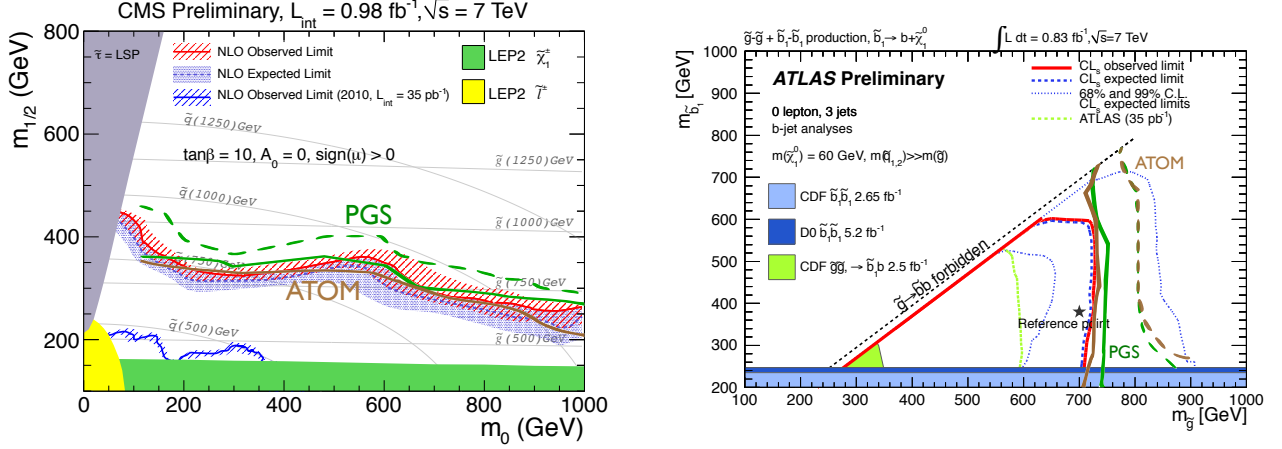 CMS Preliminary, L_int = 0.98 fb⁻¹, √s = 7 TeV
m_1/2 (GeV)
800
600
400
200
τ̃ = LSP
NLO Observed Limit
NLO Expected Limit
NLO Observed Limit (2010, L_int = 35 pb⁻¹)
LEP2 χ̃₁±
LEP2 l̃±
q̃(1250)GeV
tanβ = 10, A₀ = 0, sign(μ) > 0
g̃(1250)GeV
q̃(1000)GeV
PGS
g̃(1000)GeV
g̃(750)GeV
ATOM
q̃(500)GeV
g̃(500)GeV
0
200
400
600
800
1000
m₀ (GeV)
g̃-g̃ + b̃₁-b̃₁ production, b̃₁→ b+χ̃₁⁰
∫L dt = 0.83 fb⁻¹, √s=7 TeV
m_b̃₁ [GeV]
1000
900
800
700
600
500
400
300
200
ATLAS Preliminary
CL_s observed limit
CL_s expected limit
68% and 99% C.L.
CL_s expected limits
ATLAS (35 pb⁻¹)
0 lepton, 3 jets
b-jet analyses
m(χ̃₁⁰) = 60 GeV, m(q̃₁,₂)>>m(g̃)
ATOM
CDF b̃₁b̃₁ 2.65 fb⁻¹
D0 b̃₁b̃₁ 5.2 fb⁻¹
CDF g̃g̃, → b̃₁b 2.5 fb⁻¹
g̃→b̃b forbidden
Reference point
PGS
100
200
300
400
500
600
700
800
900
1000
m_g̃ [GeV]